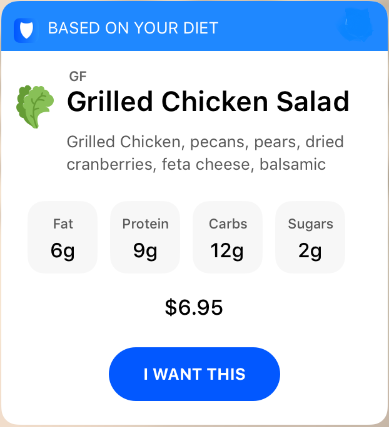 BASED ON YOUR DIET
GF
Grilled Chicken Salad
Grilled Chicken, pecans, pears, dried
cranberries, feta cheese, balsamic
Fat Protein Carbs Sugars
6g 9g 12g 2g
$6.95
I WANT THIS